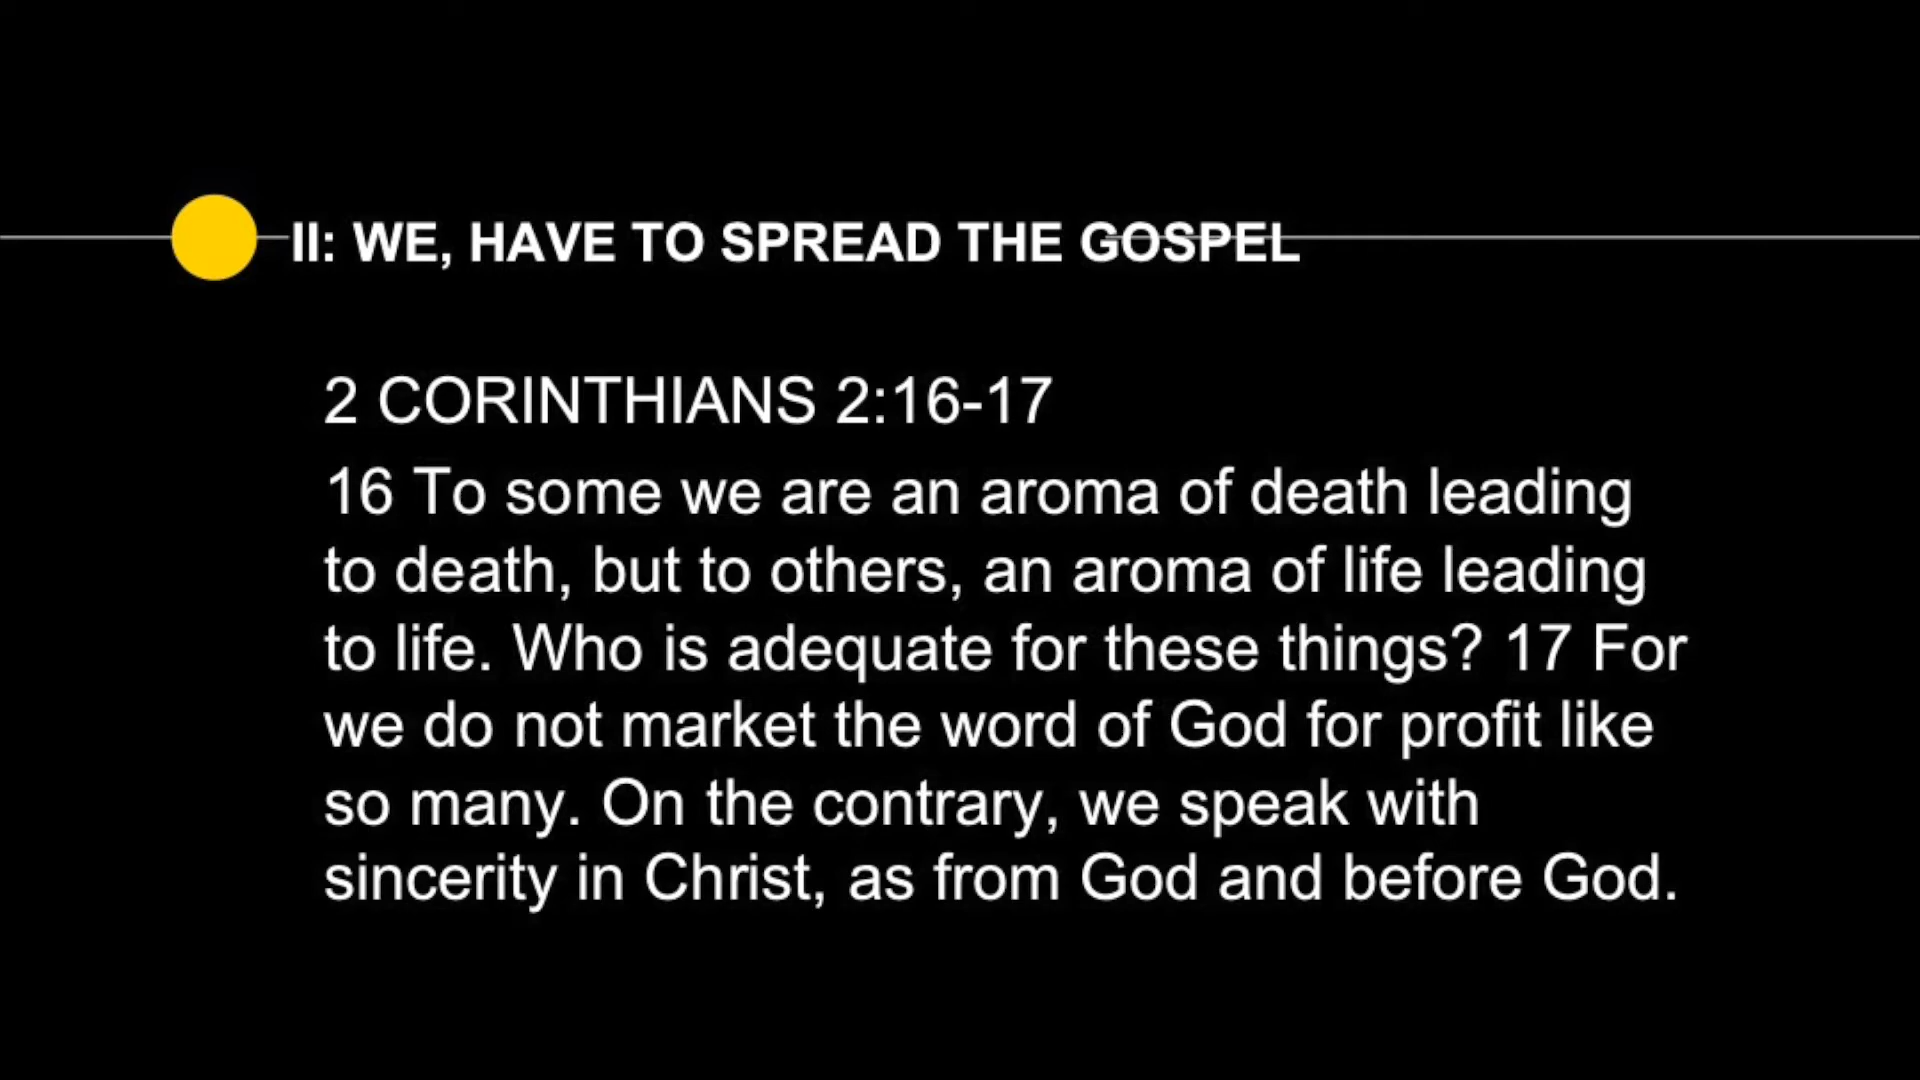 II: WE, HAVE TO SPREAD THE GOSPEL
2 CORINTHIANS 2:16-17
16 To some we are an aroma of death leading
to death, but to others, an aroma of life leading
to life. Who is adequate for these things? 17 For
we do not market the word of God for profit like
so many. On the contrary, we speak with
sincerity in Christ, as from God and before God.